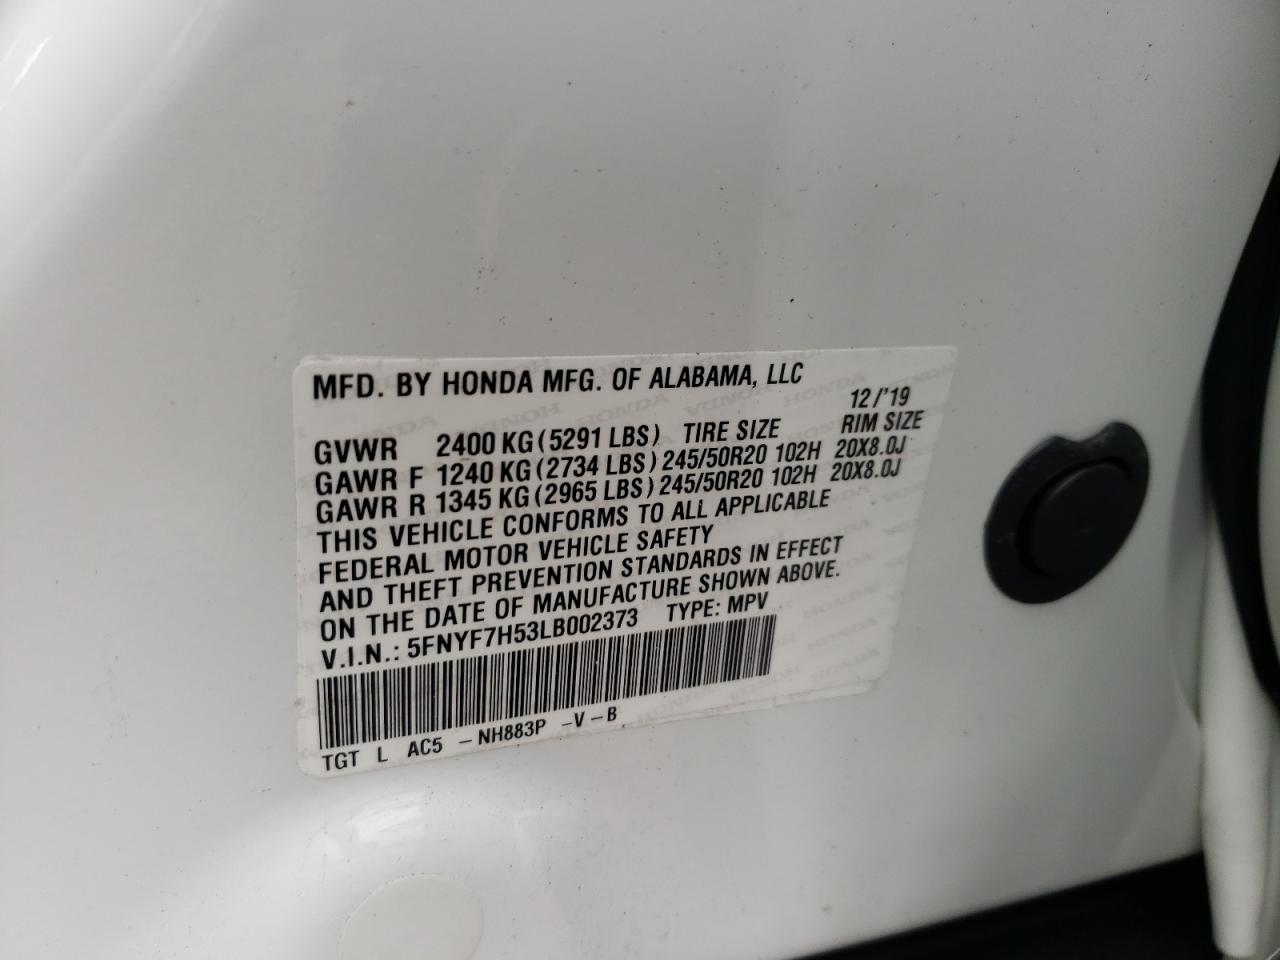 MFD. BY HONDA MFG. OF ALABAMA, LLC
12/'19
GVWR 2400 KG (5291 LBS) TIRE SIZE RIM SIZE
GAWR F 1240 KG (2734 LBS) 245/50R20 102H 20X8.0J
GAWR R 1345 KG (2965 LBS) 245/50R20 102H 20X8.0J
THIS VEHICLE CONFORMS TO ALL APPLICABLE
FEDERAL MOTOR VEHICLE SAFETY
AND THEFT PREVENTION STANDARDS IN EFFECT
ON THE DATE OF MANUFACTURE SHOWN ABOVE.
V.I.N.: 5FNYF7H53LB002373 TYPE: MPV
TGT L AC5 – NH883P –V–B